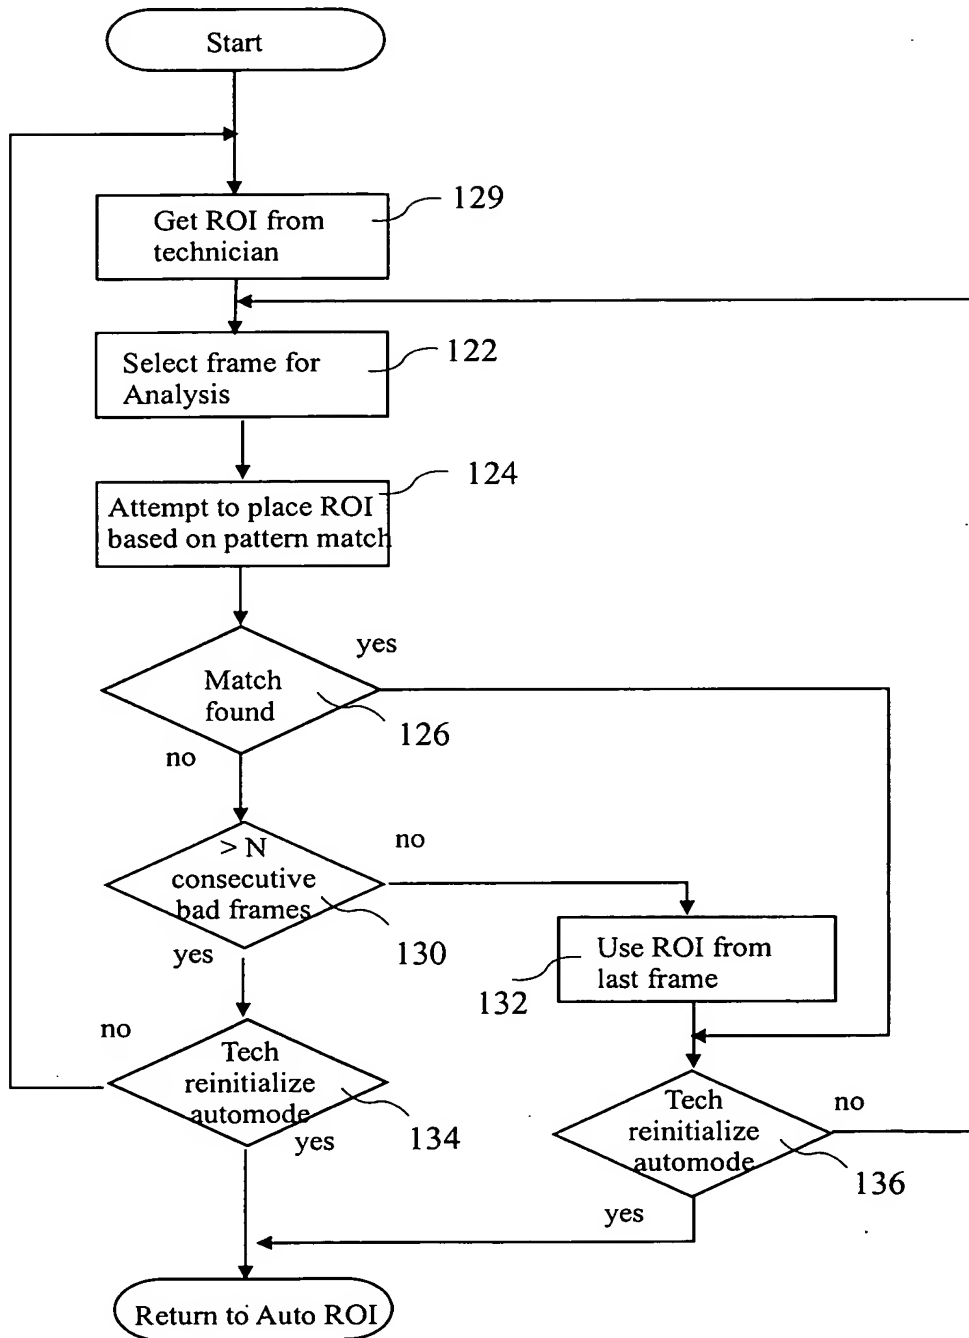 Start
129
Get ROI from
technician
122
Select frame for
Analysis
124
Attempt to place ROI
based on pattern match
yes
Match
found
126
no
> N
consecutive
bad frames
no
130
yes
Use ROI from
last frame
132
no
Tech
reinitialize
automode
134
yes
Tech
reinitialize
automode
no
136
yes
Return to Auto ROI